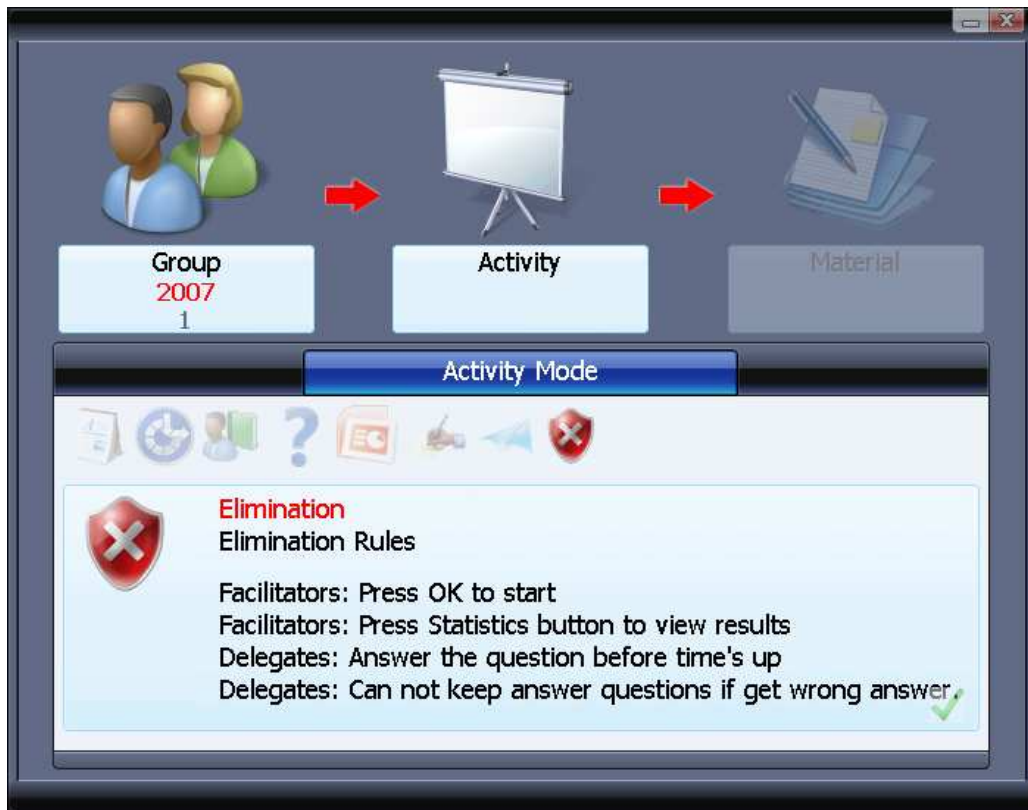 Group
2007
1
Activity
Material
Activity Mode
Elimination
Elimination Rules
Facilitators: Press OK to start
Facilitators: Press Statistics button to view results
Delegates: Answer the question before time's up
Delegates: Can not keep answer questions if get wrong answer.